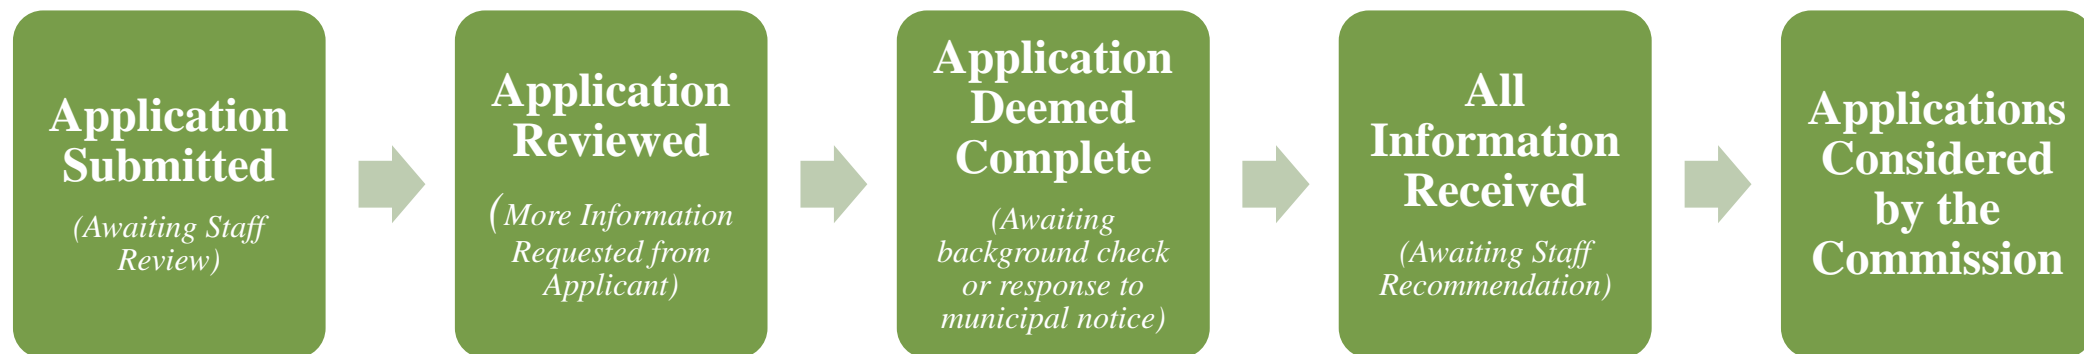 Application
Submitted
(Awaiting Staff
Review)
Application
Reviewed
(More Information
Requested from
Applicant)
Application
Deemed
Complete
(Awaiting
background check
or response to
municipal notice)
All
Information
Received
(Awaiting Staff
Recommendation)
Applications
Considered
by the
Commission